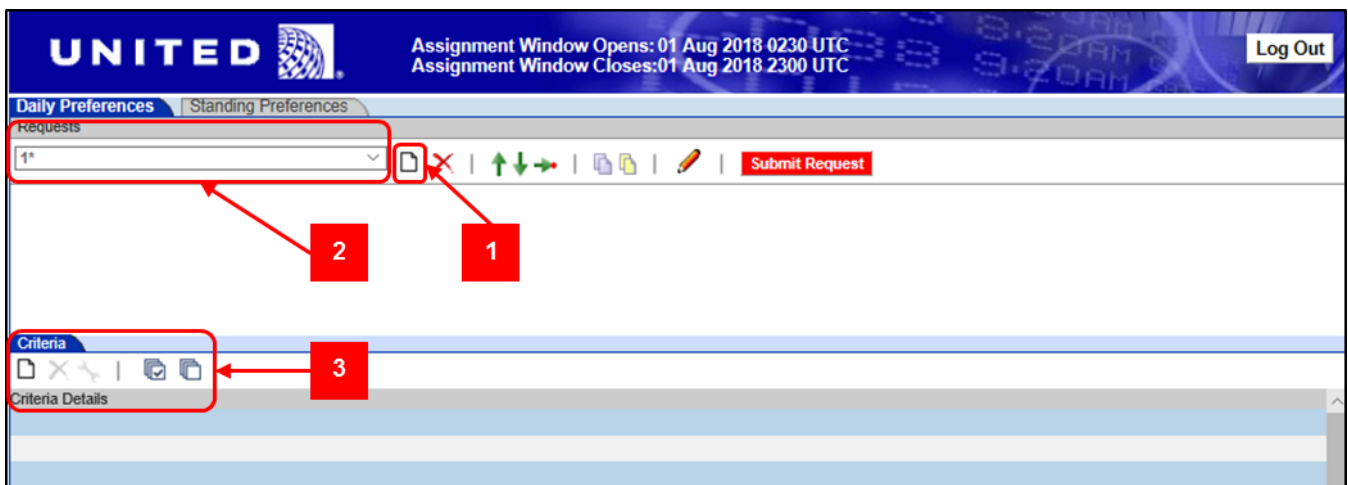 UNITED
Assignment Window Opens: 01 Aug 2018 0230 UTC
Assignment Window Closes:01 Aug 2018 2300 UTC
Log Out
Daily Preferences
Standing Preferences
Requests
1*
Submit Request
2
1
Criteria
3
Criteria Details